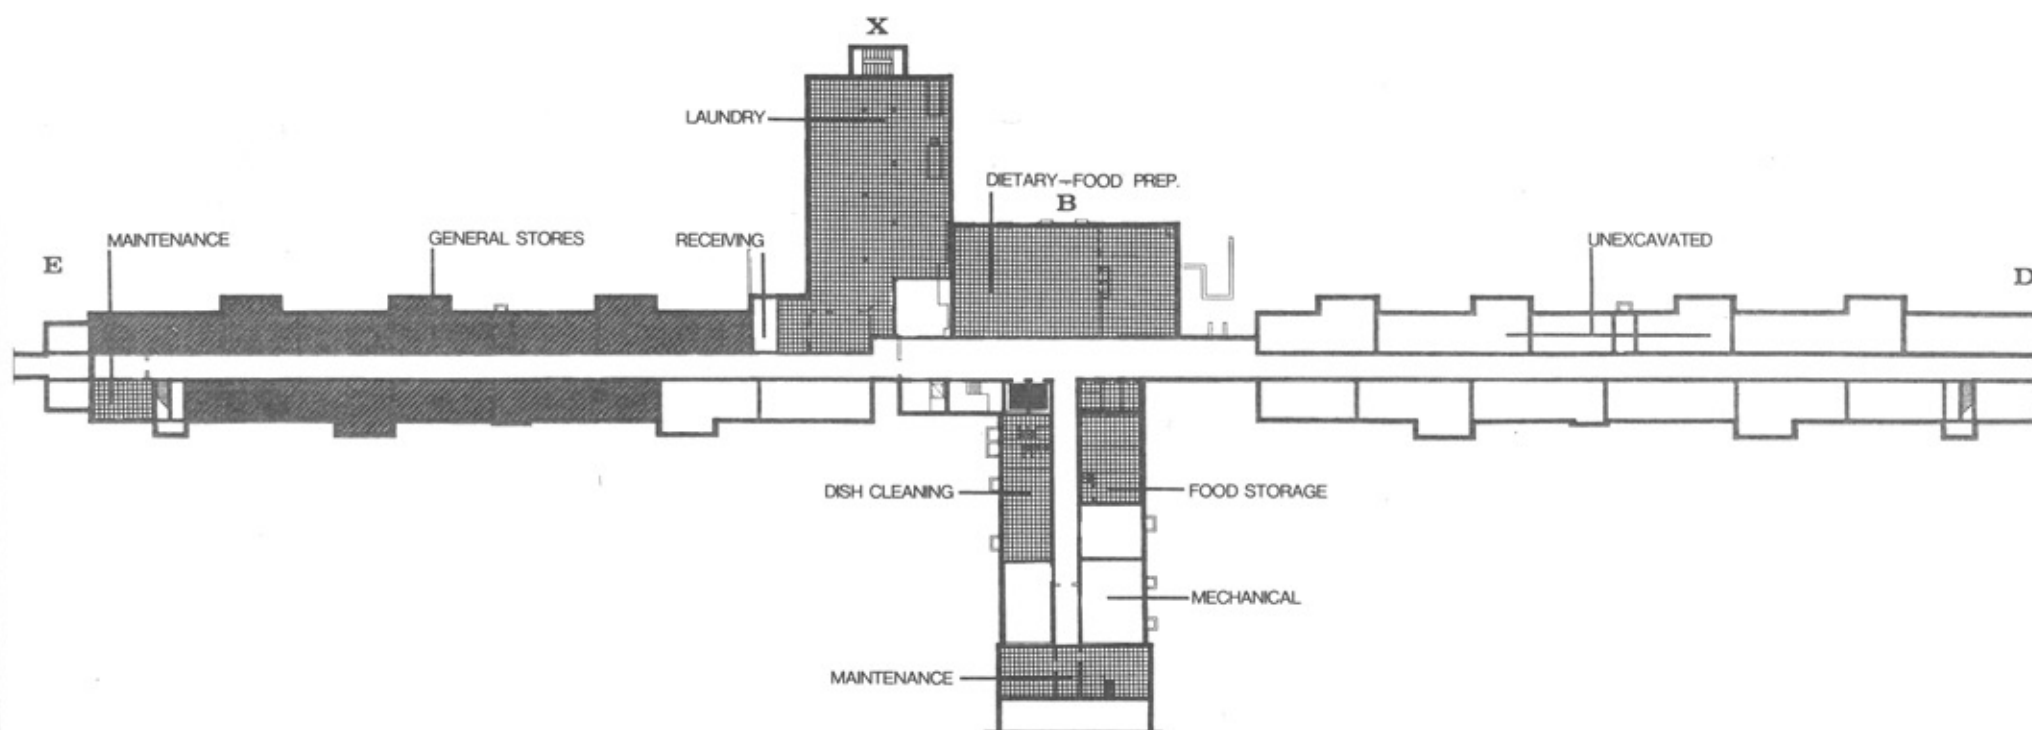 X
LAUNDRY
DIETARY-FOOD PREP.
B
MAINTENANCE
GENERAL STORES
RECEIVING
UNEXCAVATED
E
D
DISH CLEANING
FOOD STORAGE
MECHANICAL
MAINTENANCE